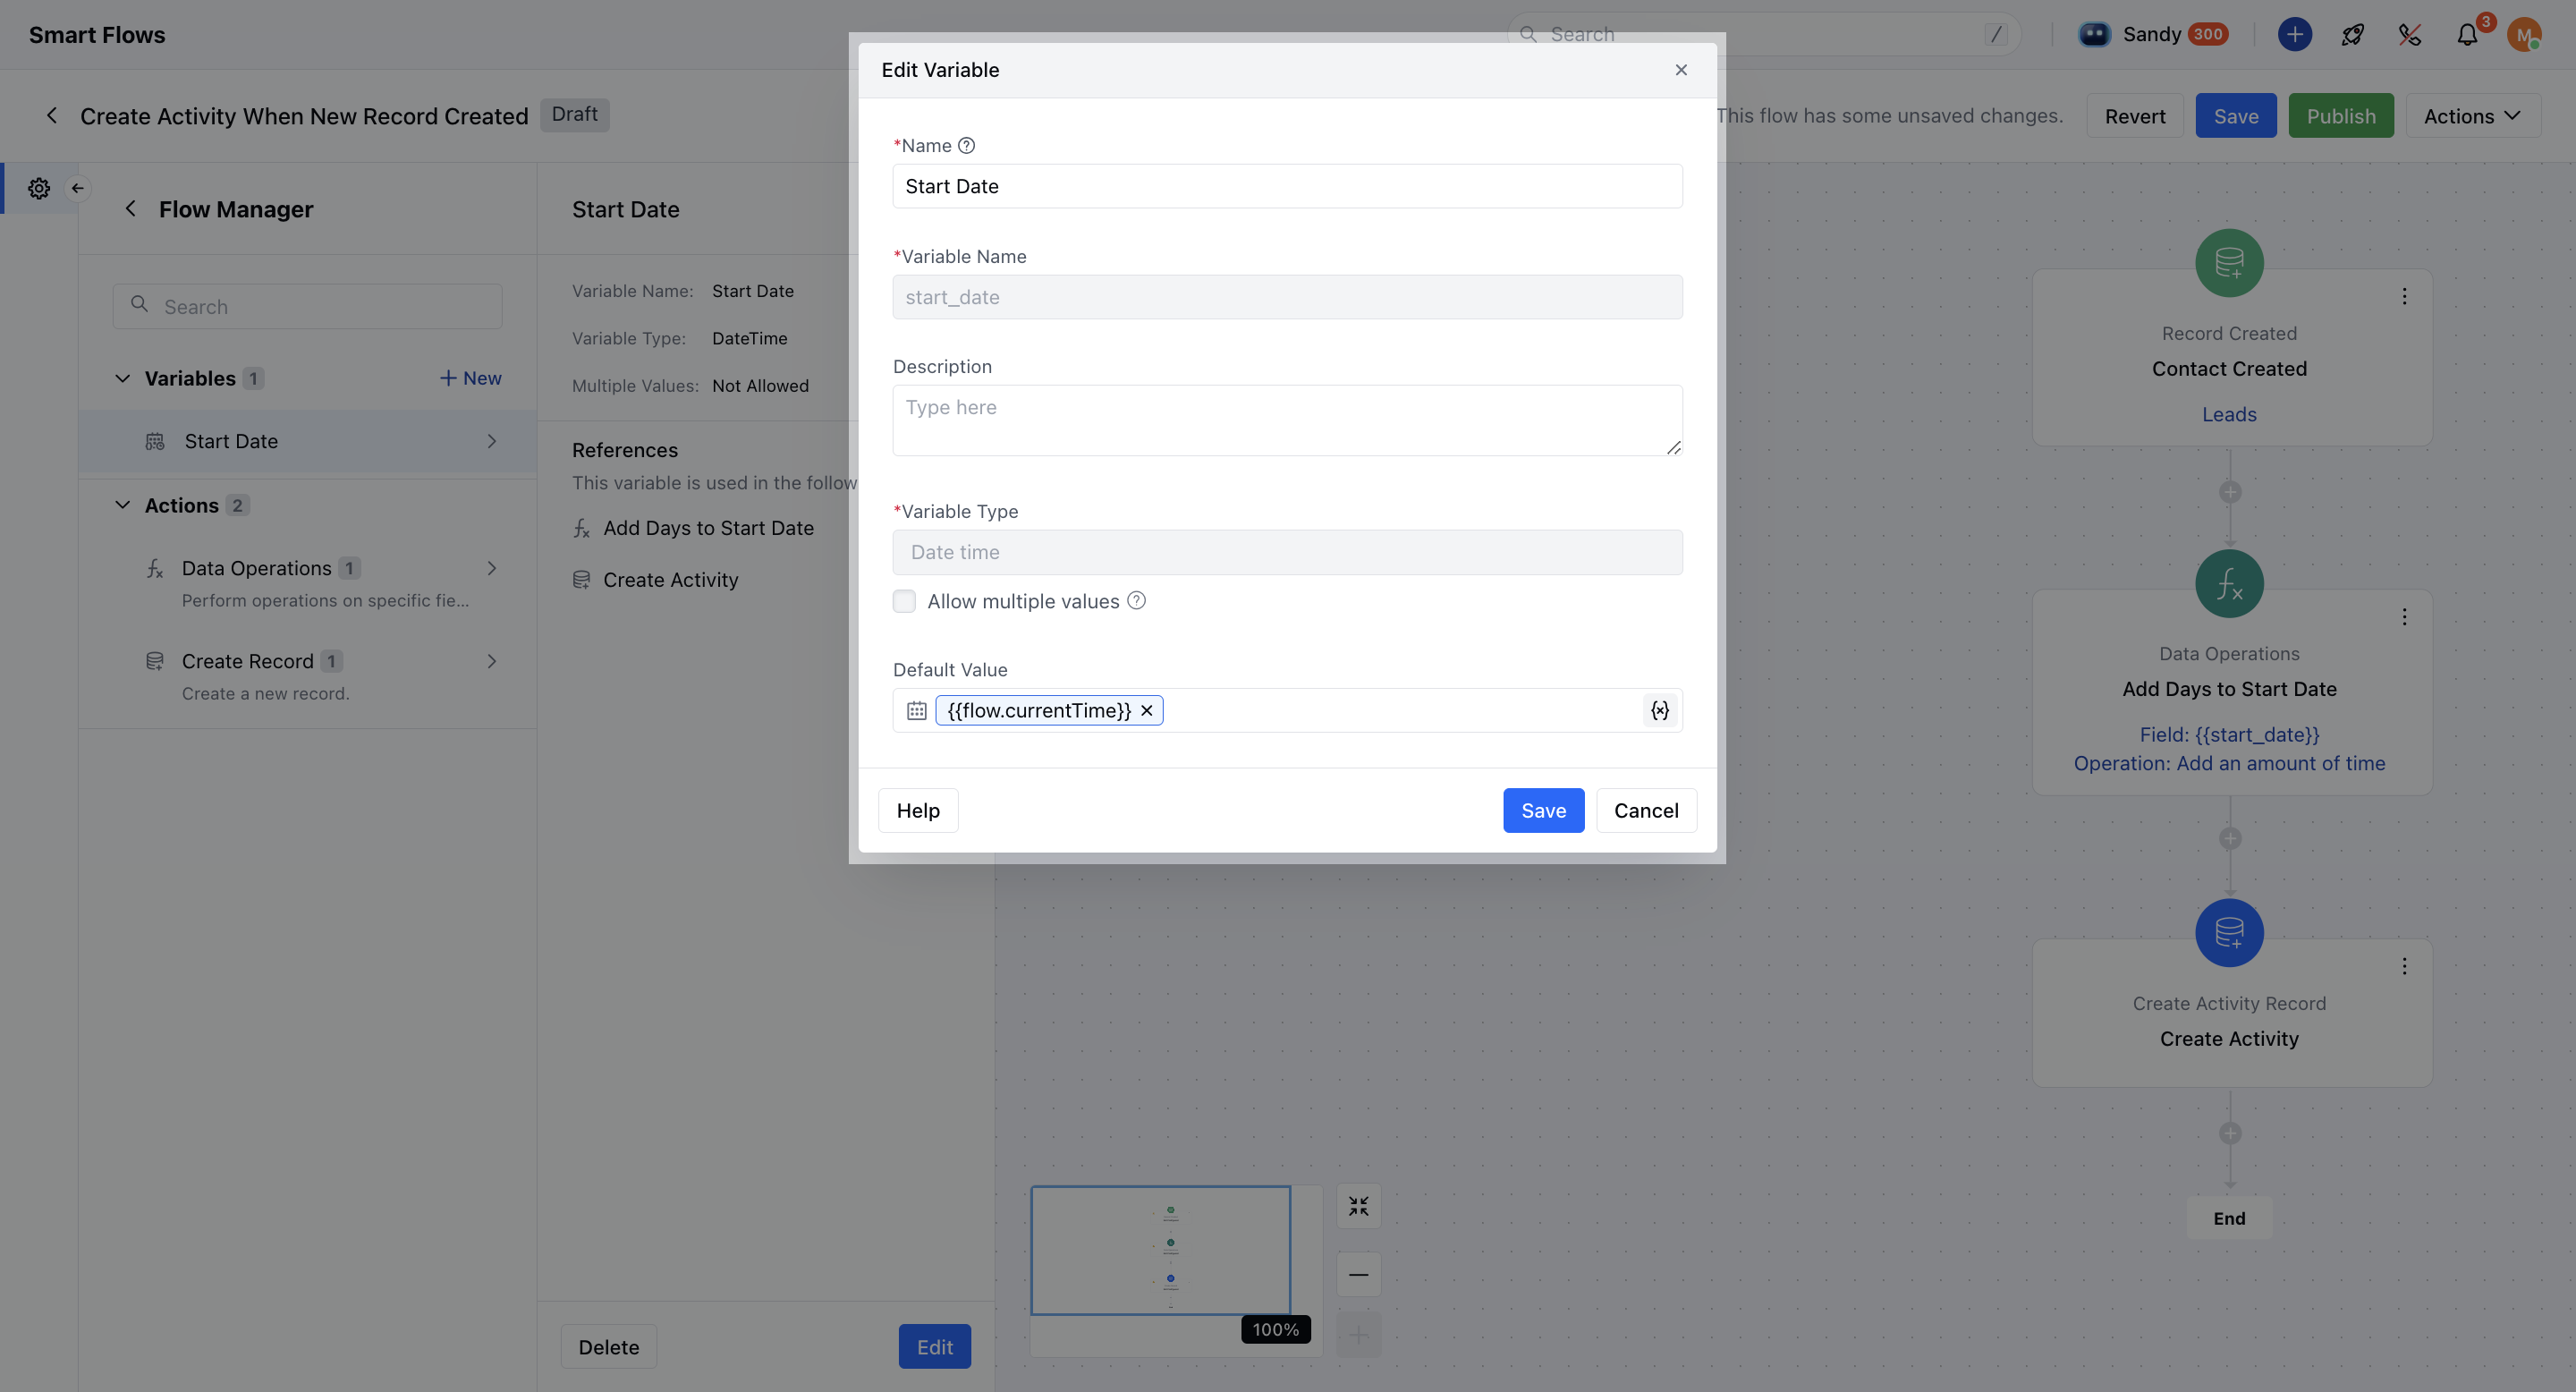 Smart Flows
Search
/
Sandy 300
3
M
Create Activity When New Record Created
Draft
This flow has some unsaved changes.
Revert
Save
Publish
Actions
Flow Manager
Search
Variables 1
+ New
Start Date
Actions 2
Data Operations 1
Perform operations on specific fie...
Create Record 1
Create a new record.
Start Date
Variable Name: Start Date
Variable Type: DateTime
Multiple Values: Not Allowed
References
This variable is used in the follow
Add Days to Start Date
Create Activity
Delete
Edit
Edit Variable
*Name
Start Date
*Variable Name
start_date
Description
Type here
*Variable Type
Date time
Allow multiple values
Default Value
{{flow.currentTime}}
{x}
Help
Save
Cancel
Record Created
Contact Created
Leads
Data Operations
Add Days to Start Date
Field: {{start_date}}
Operation: Add an amount of time
Create Activity Record
Create Activity
End
100%